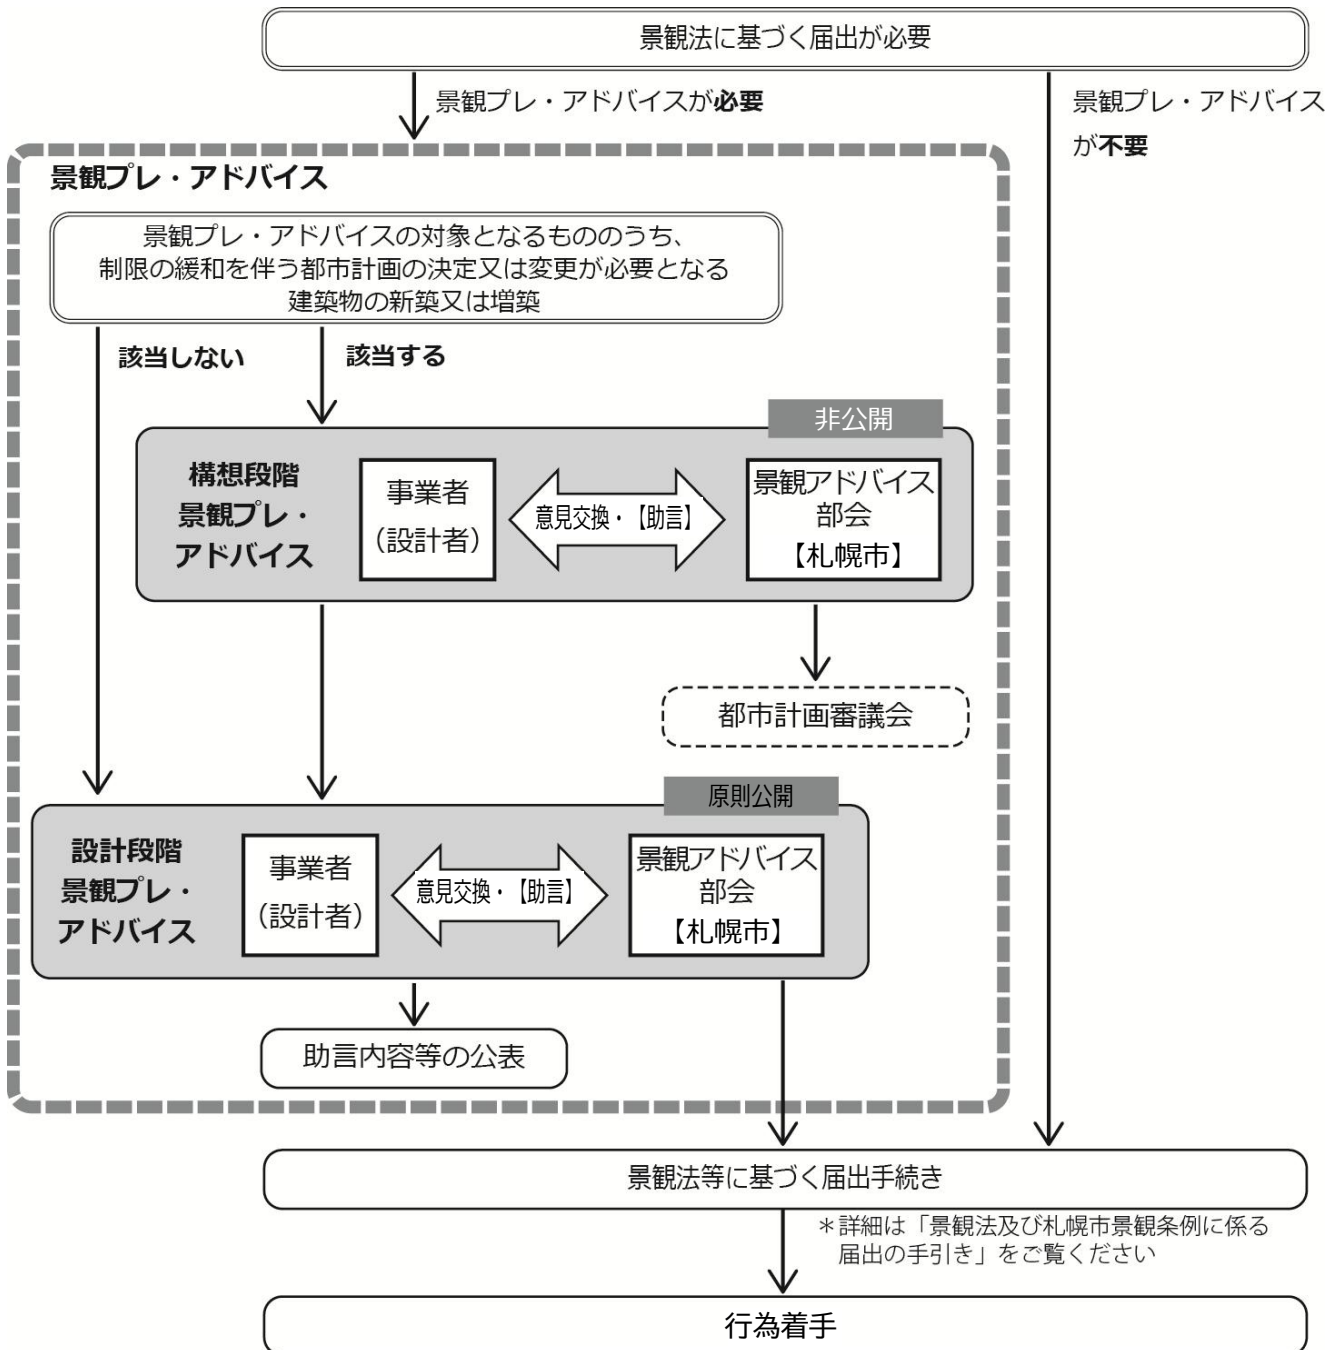 景観法に基づく届出が必要
景観プレ・アドバイスが必要
景観プレ・アドバイス
が不要
景観プレ・アドバイス
景観プレ・アドバイスの対象となるもののうち、
制限の緩和を伴う都市計画の決定又は変更が必要となる
建築物の新築又は増築
該当しない
該当する
非公開
構想段階
景観プレ・
アドバイス
事業者
（設計者）
意見交換・【助言】
景観アドバイス
部会
【札幌市】
都市計画審議会
原則公開
設計段階
景観プレ・
アドバイス
事業者
（設計者）
意見交換・【助言】
景観アドバイス
部会
【札幌市】
助言内容等の公表
景観法等に基づく届出手続き
＊詳細は「景観法及び札幌市景観条例に係る
届出の手引き」をご覧ください
行為着手